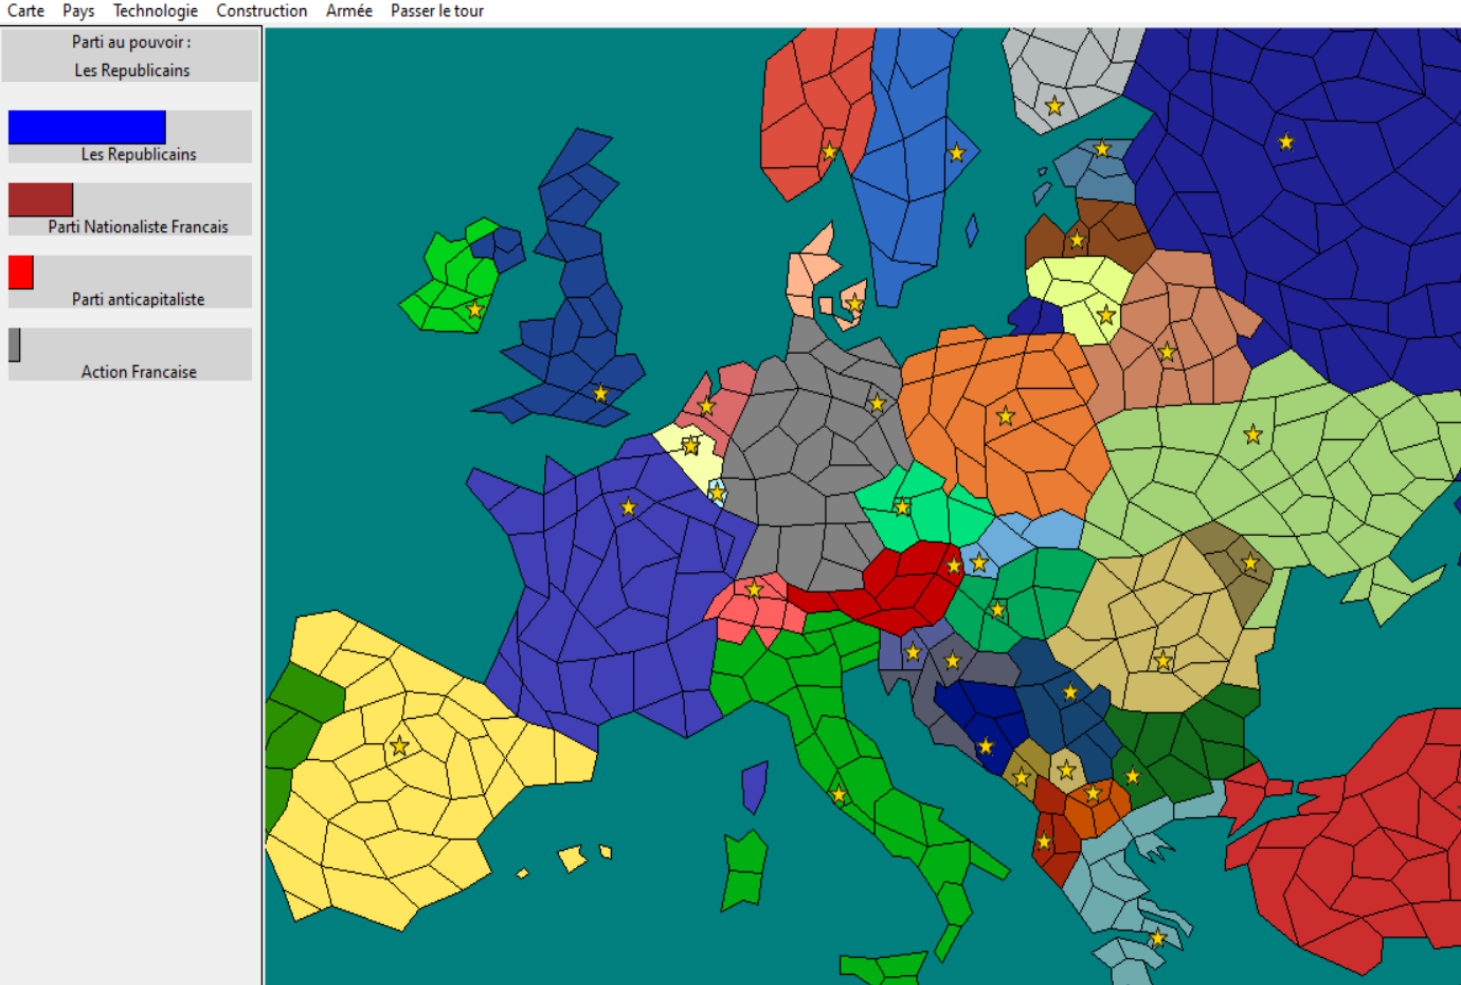 Carte Pays Technologie Construction Armée Passer le tour
Parti au pouvoir :
Les Republicains
Les Republicains
Parti Nationaliste Francais
Parti anticapitaliste
Action Francaise